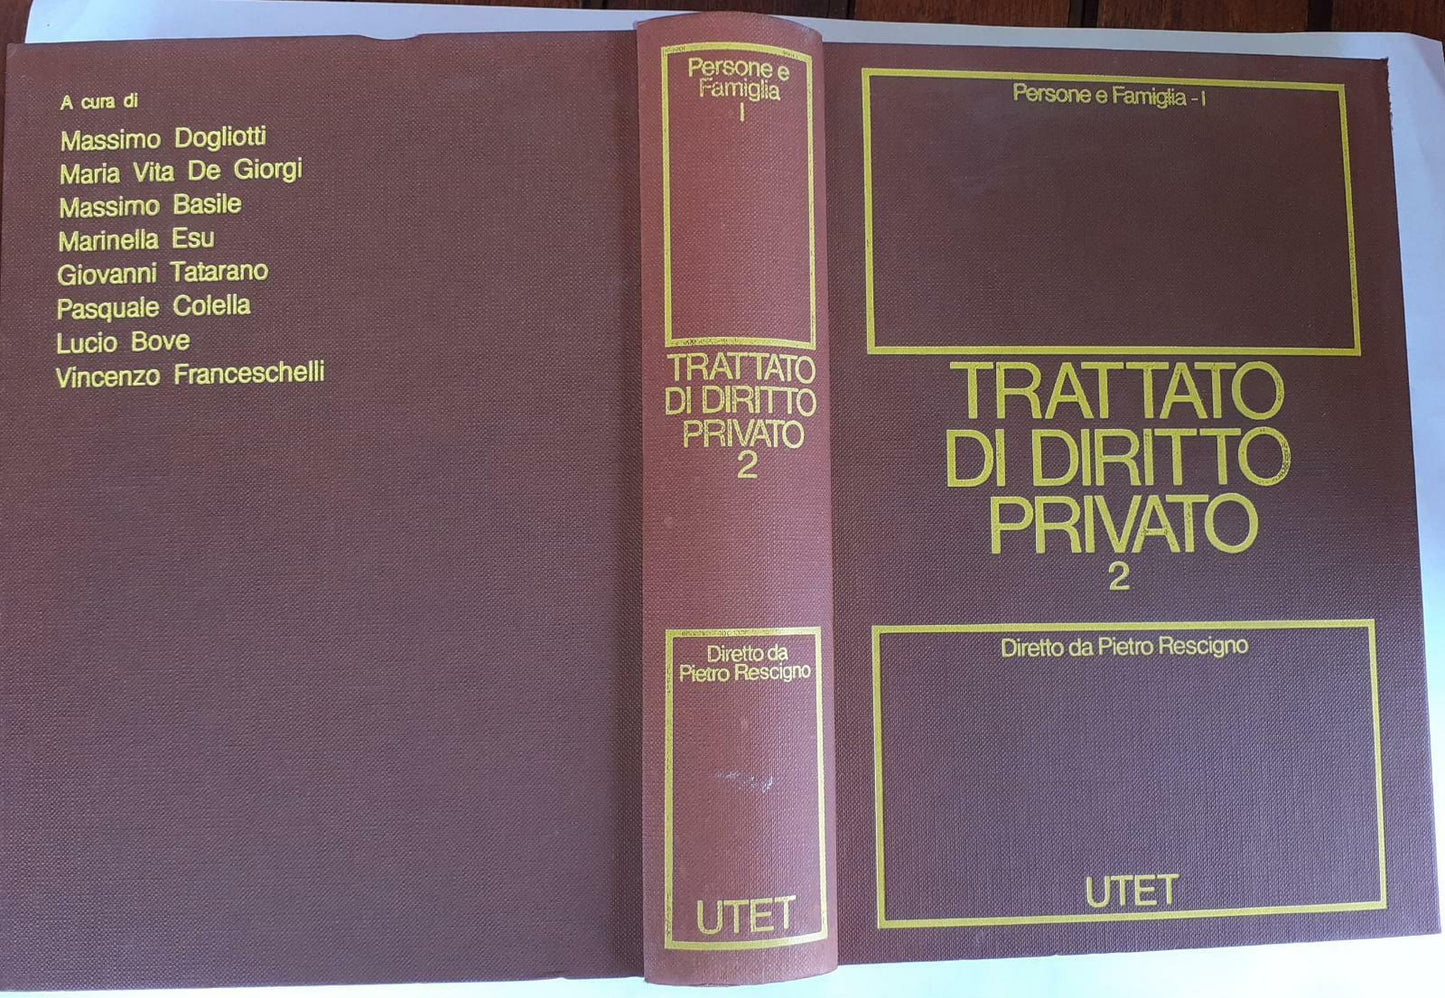 A cura di
Massimo Dogliotti
Maria Vita De Giorgi
Massimo Basile
Marinella Esu
Giovanni Tatarano
Pasquale Colella
Lucio Bove
Vincenzo Franceschelli
Persone e
Famiglia
I
TRATTATO
DI DIRITTO
PRIVATO
2
Diretto da
Pietro Rescigno
UTET
Persone e Famiglia - I
TRATTATO
DI DIRITTO
PRIVATO
2
Diretto da Pietro Rescigno
UTET